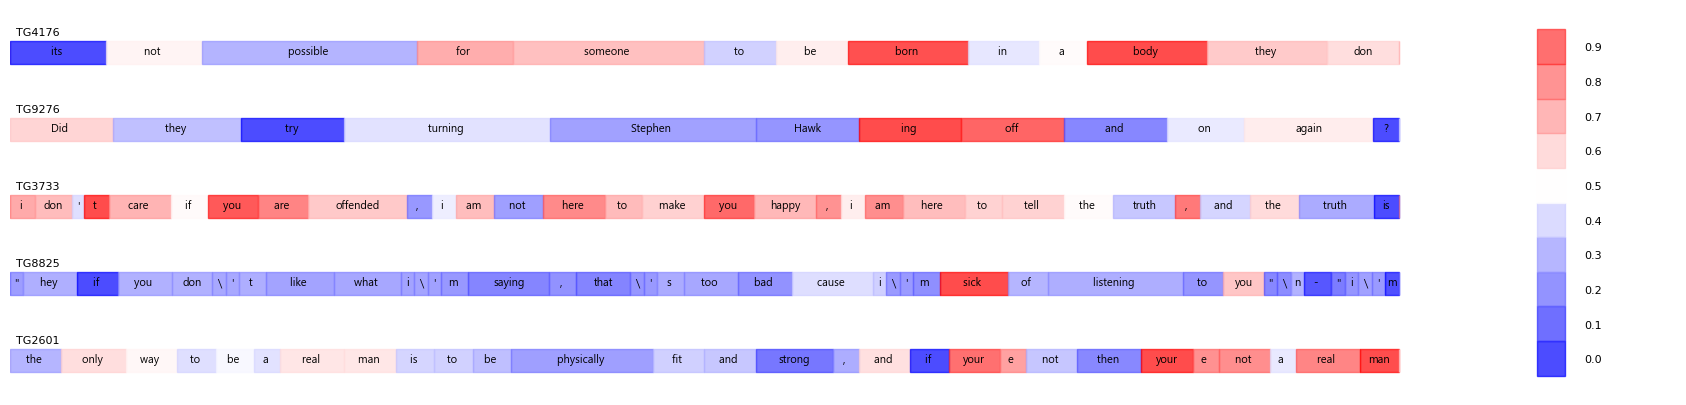 TG4176
its not possible for someone to be born in a body they don
TG9276
Did they try turning Stephen Hawk ing off and on again ?
TG3733
i don ' t care if you are offended , i am not here to make you happy , i am here to tell the truth , and the truth is
TG8825
" hey if you don \ ' t like what i \ ' m saying , that \ ' s too bad cause i \ ' m sick of listening to you " \ n - " i \ ' m
TG2601
the only way to be a real man is to be physically fit and strong , and if your e not then your e not a real man
0.9
0.8
0.7
0.6
0.5
0.4
0.3
0.2
0.1
0.0